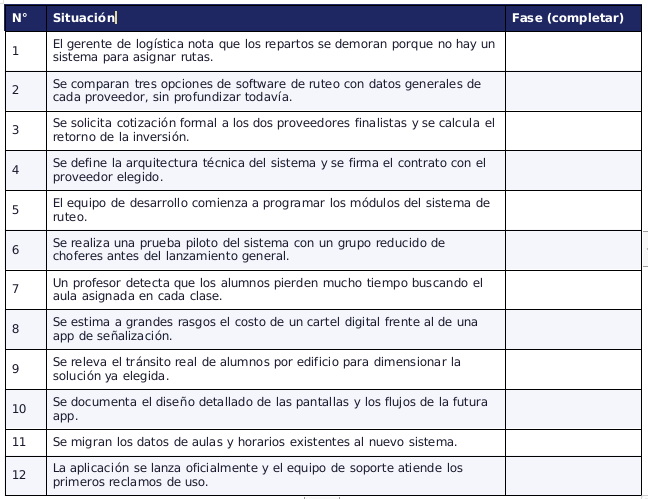 N° Situación Fase (completar)
1 El gerente de logística nota que los repartos se demoran porque no hay un
sistema para asignar rutas.
2 Se comparan tres opciones de software de ruteo con datos generales de
cada proveedor, sin profundizar todavía.
3 Se solicita cotización formal a los dos proveedores finalistas y se calcula el
retorno de la inversión.
4 Se define la arquitectura técnica del sistema y se firma el contrato con el
proveedor elegido.
5 El equipo de desarrollo comienza a programar los módulos del sistema de
ruteo.
6 Se realiza una prueba piloto del sistema con un grupo reducido de
choferes antes del lanzamiento general.
7 Un profesor detecta que los alumnos pierden mucho tiempo buscando el
aula asignada en cada clase.
8 Se estima a grandes rasgos el costo de un cartel digital frente al de una
app de señalización.
9 Se releva el tránsito real de alumnos por edificio para dimensionar la
solución ya elegida.
10 Se documenta el diseño detallado de las pantallas y los flujos de la futura
app.
11 Se migran los datos de aulas y horarios existentes al nuevo sistema.
12 La aplicación se lanza oficialmente y el equipo de soporte atiende los
primeros reclamos de uso.